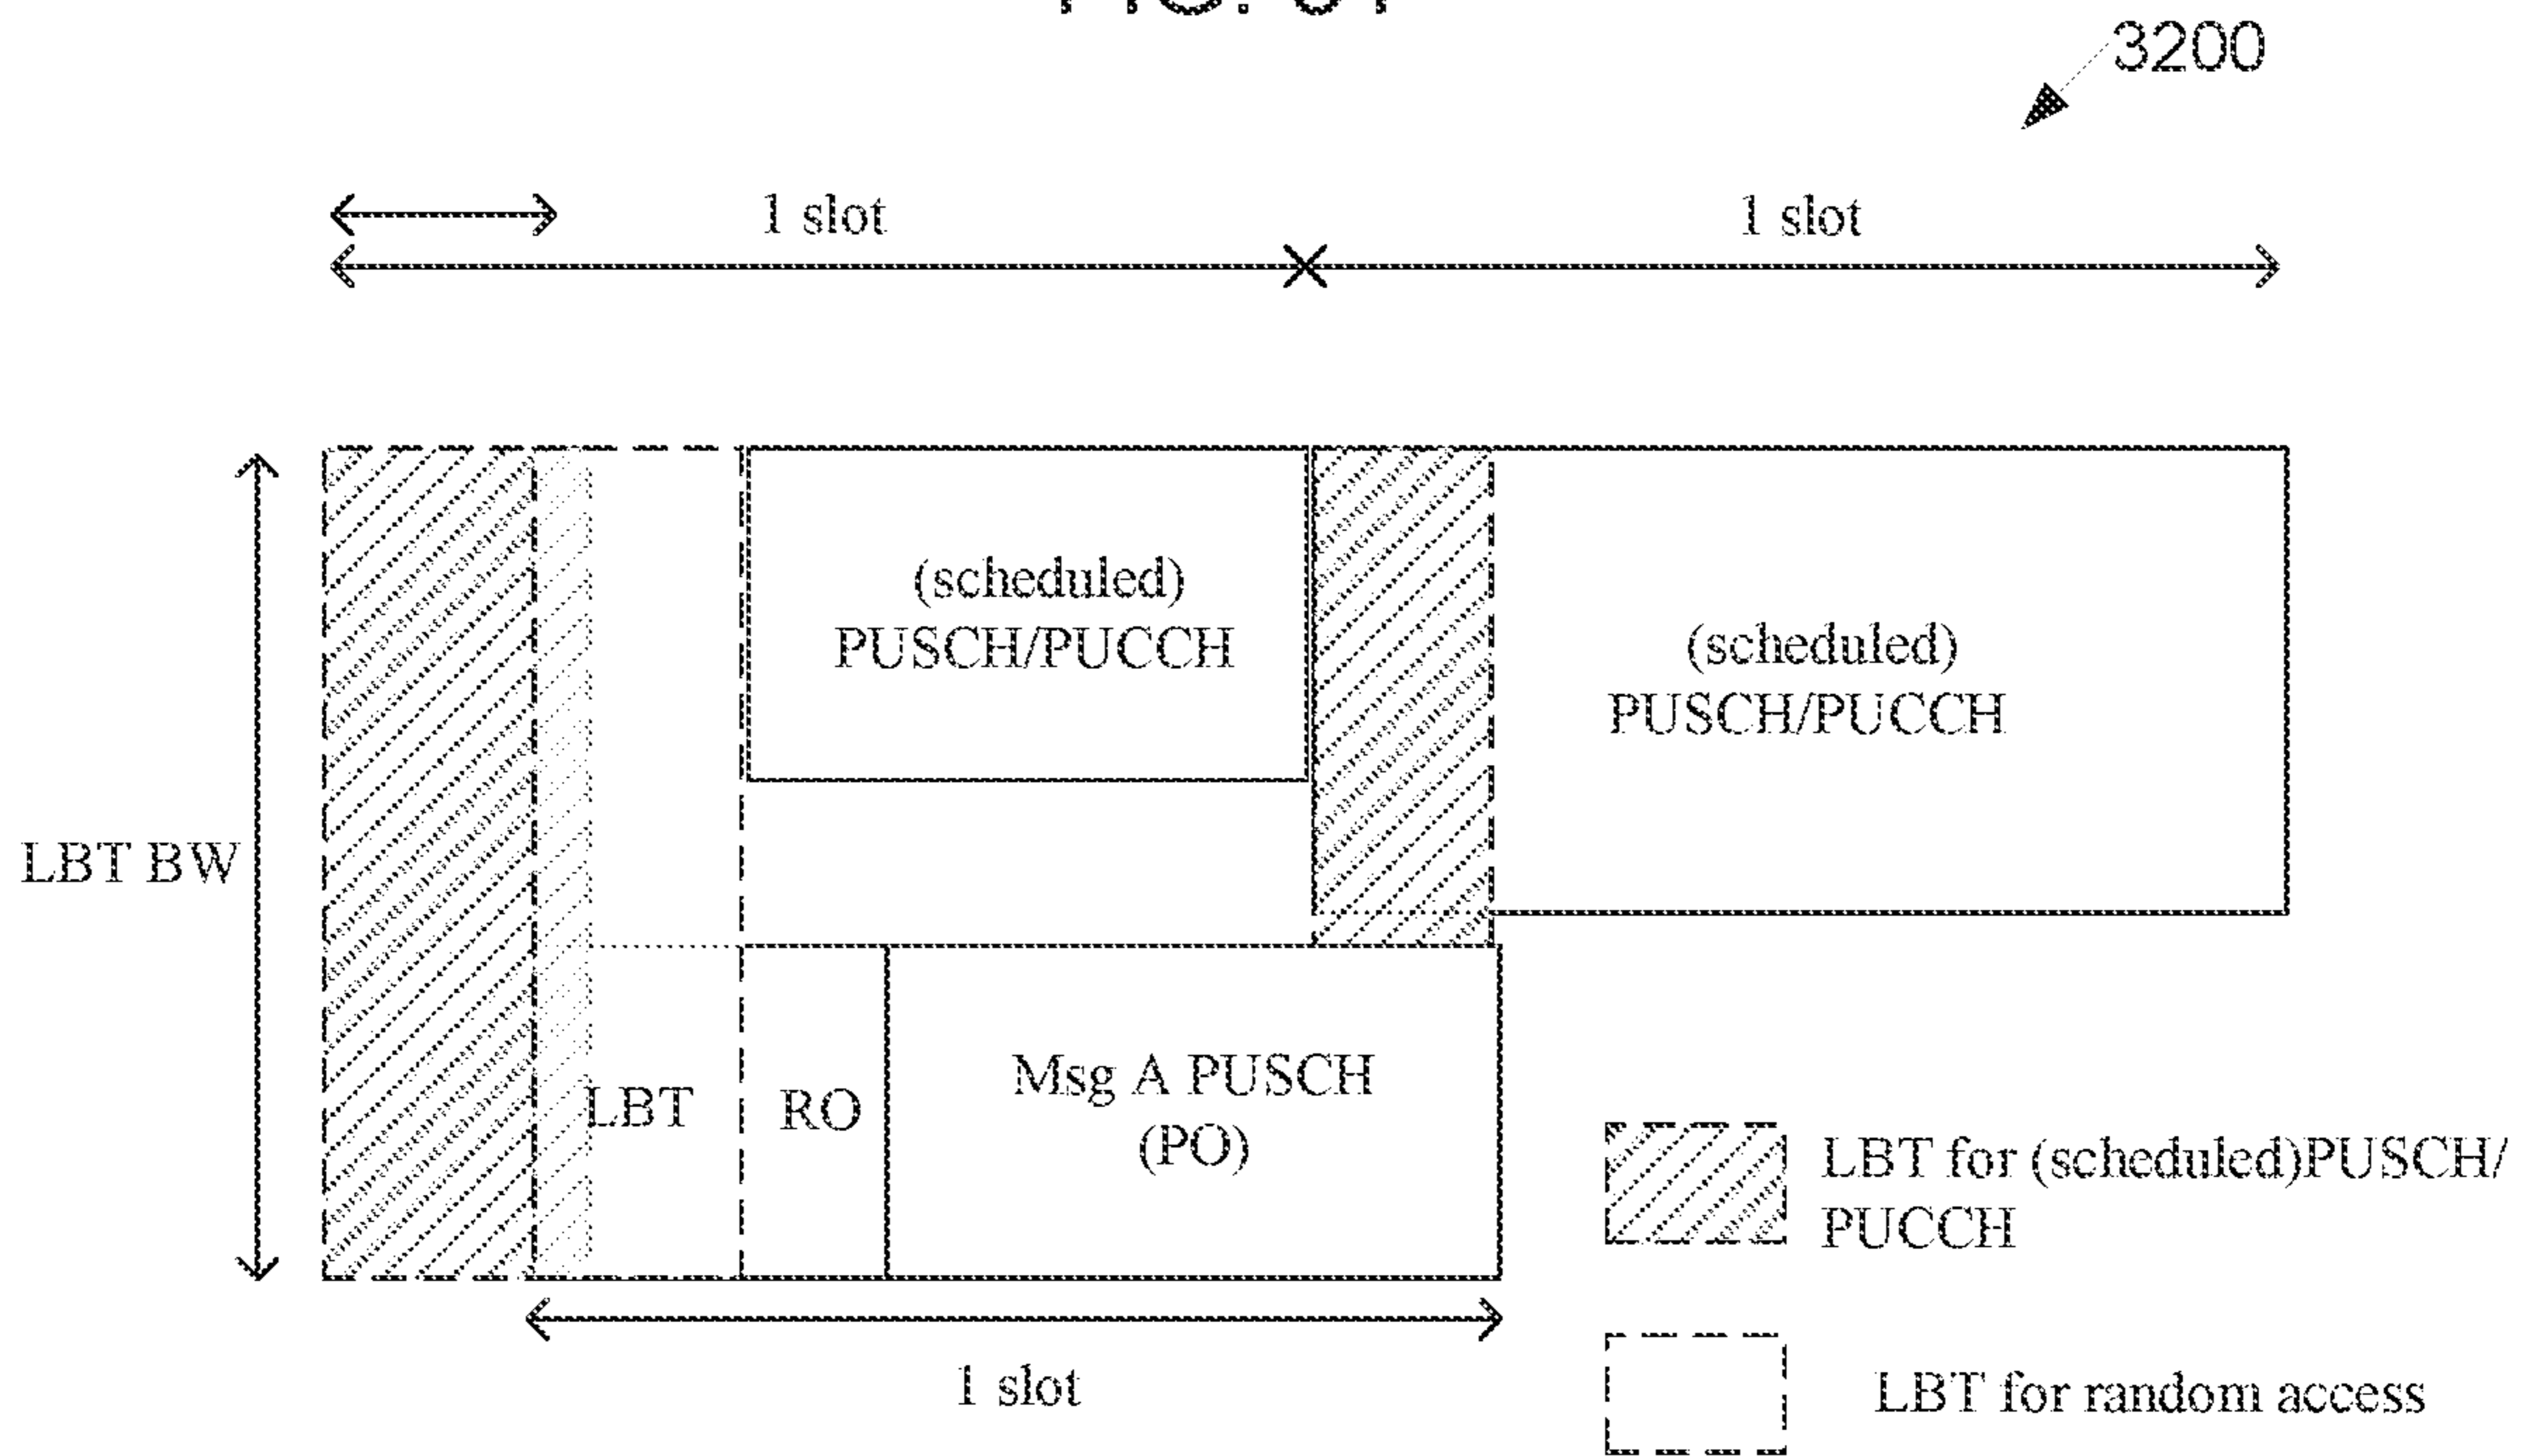 3200
1 slot
1 slot
(scheduled)
PUSCH/PUCCH
(scheduled)
PUSCH/PUCCH
LBT BW
LBT
RO
Msg A PUSCH
(PO)
LBT for (scheduled)PUSCH/
PUCCH
1 slot
LBT for random access